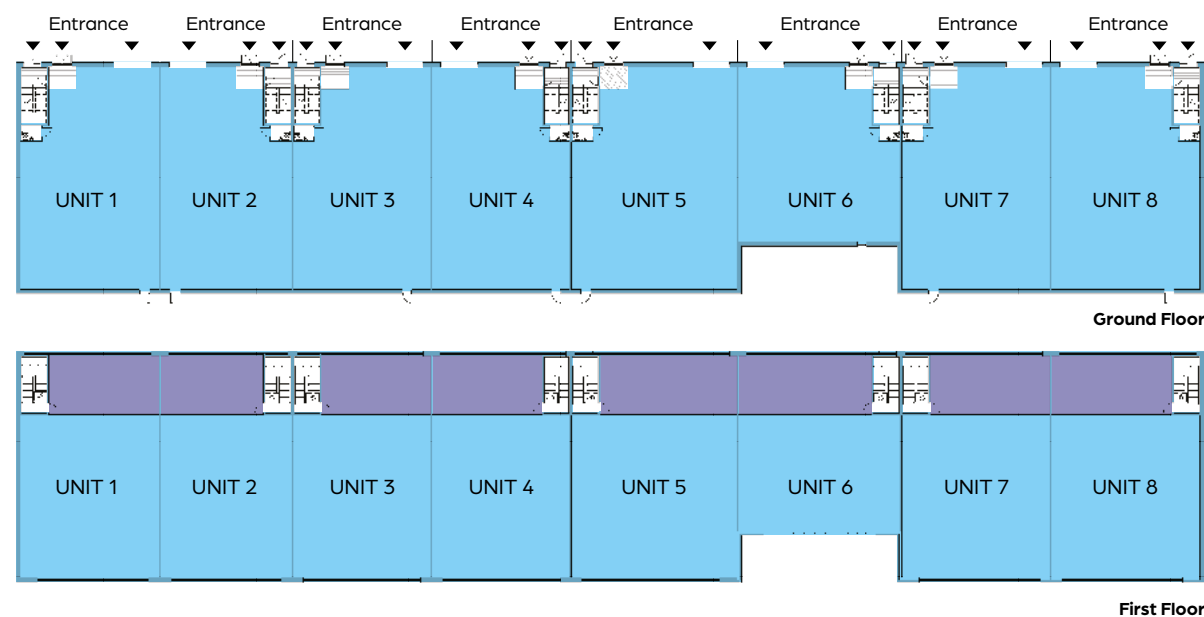 Entrance Entrance Entrance Entrance Entrance Entrance Entrance Entrance
UNIT 1 UNIT 2 UNIT 3 UNIT 4 UNIT 5 UNIT 6 UNIT 7 UNIT 8
Ground Floor
UNIT 1 UNIT 2 UNIT 3 UNIT 4 UNIT 5 UNIT 6 UNIT 7 UNIT 8
First Floor